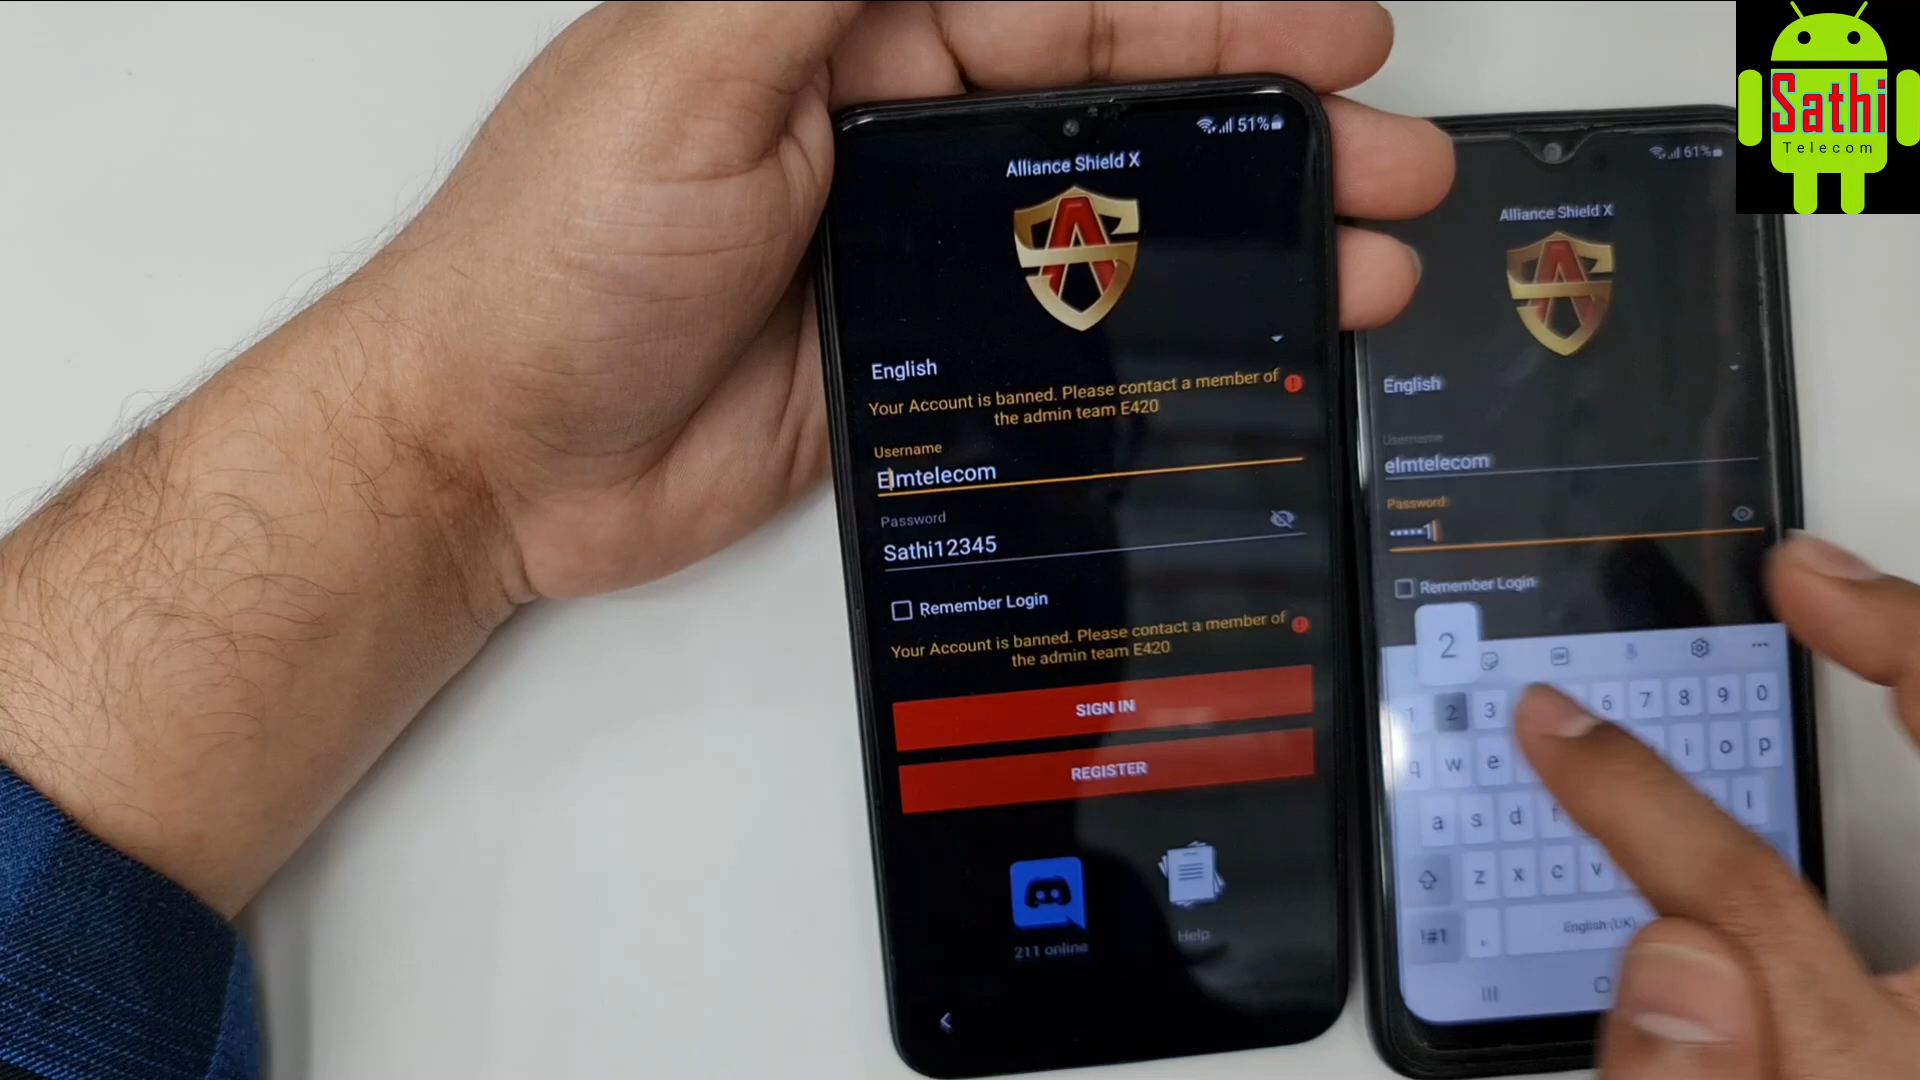 51%
Alliance Shield X
English
Your Account is banned. Please contact a member of
the admin team E420
Username
Elmtelecom
Password
Sathi12345
Remember Login
Your Account is banned. Please contact a member of
the admin team E420
SIGN IN
REGISTER
211 online
Help
61%
Alliance Shield X
English
Username
elmtelecom
Password
•••••1
Remember Login
2
1 2 3 6 7 8 9 0
q w e i o p
a s d f l
z x c v
!#1 , English (UK)
Sathi
Telecom